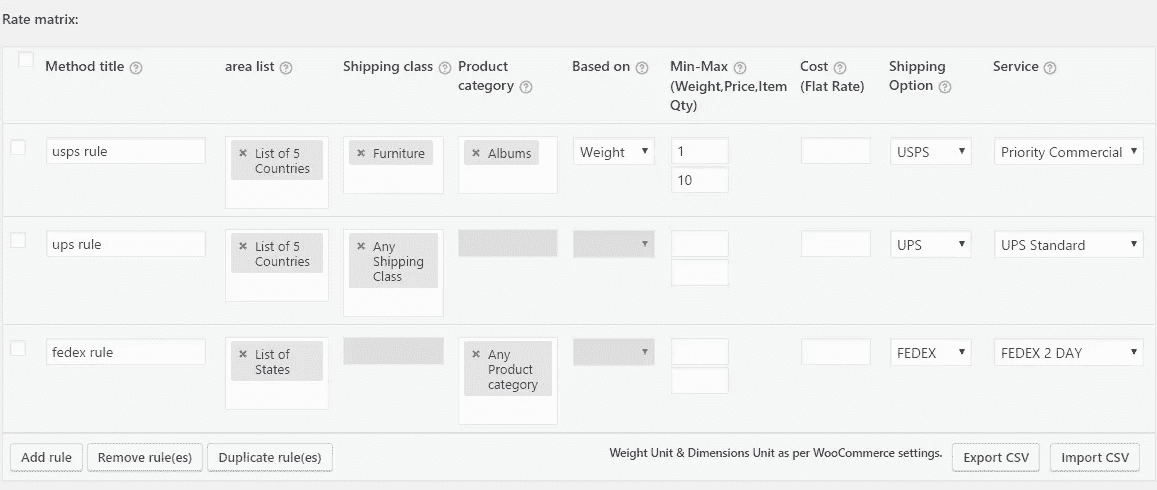 Rate matrix:
Method title
area list
Shipping class
Product
category
Based on
Min-Max
(Weight,Price,Item
Qty)
Cost
(Flat Rate)
Shipping
Option
Service
usps rule
× List of 5
Countries
× Furniture
× Albums
Weight
1
10
USPS
Priority Commercial
ups rule
× List of 5
Countries
× Any
Shipping
Class
UPS
UPS Standard
fedex rule
× List of
States
× Any
Product
category
FEDEX
FEDEX 2 DAY
Add rule
Remove rule(es)
Duplicate rule(es)
Weight Unit & Dimensions Unit as per WooCommerce settings.
Export CSV
Import CSV